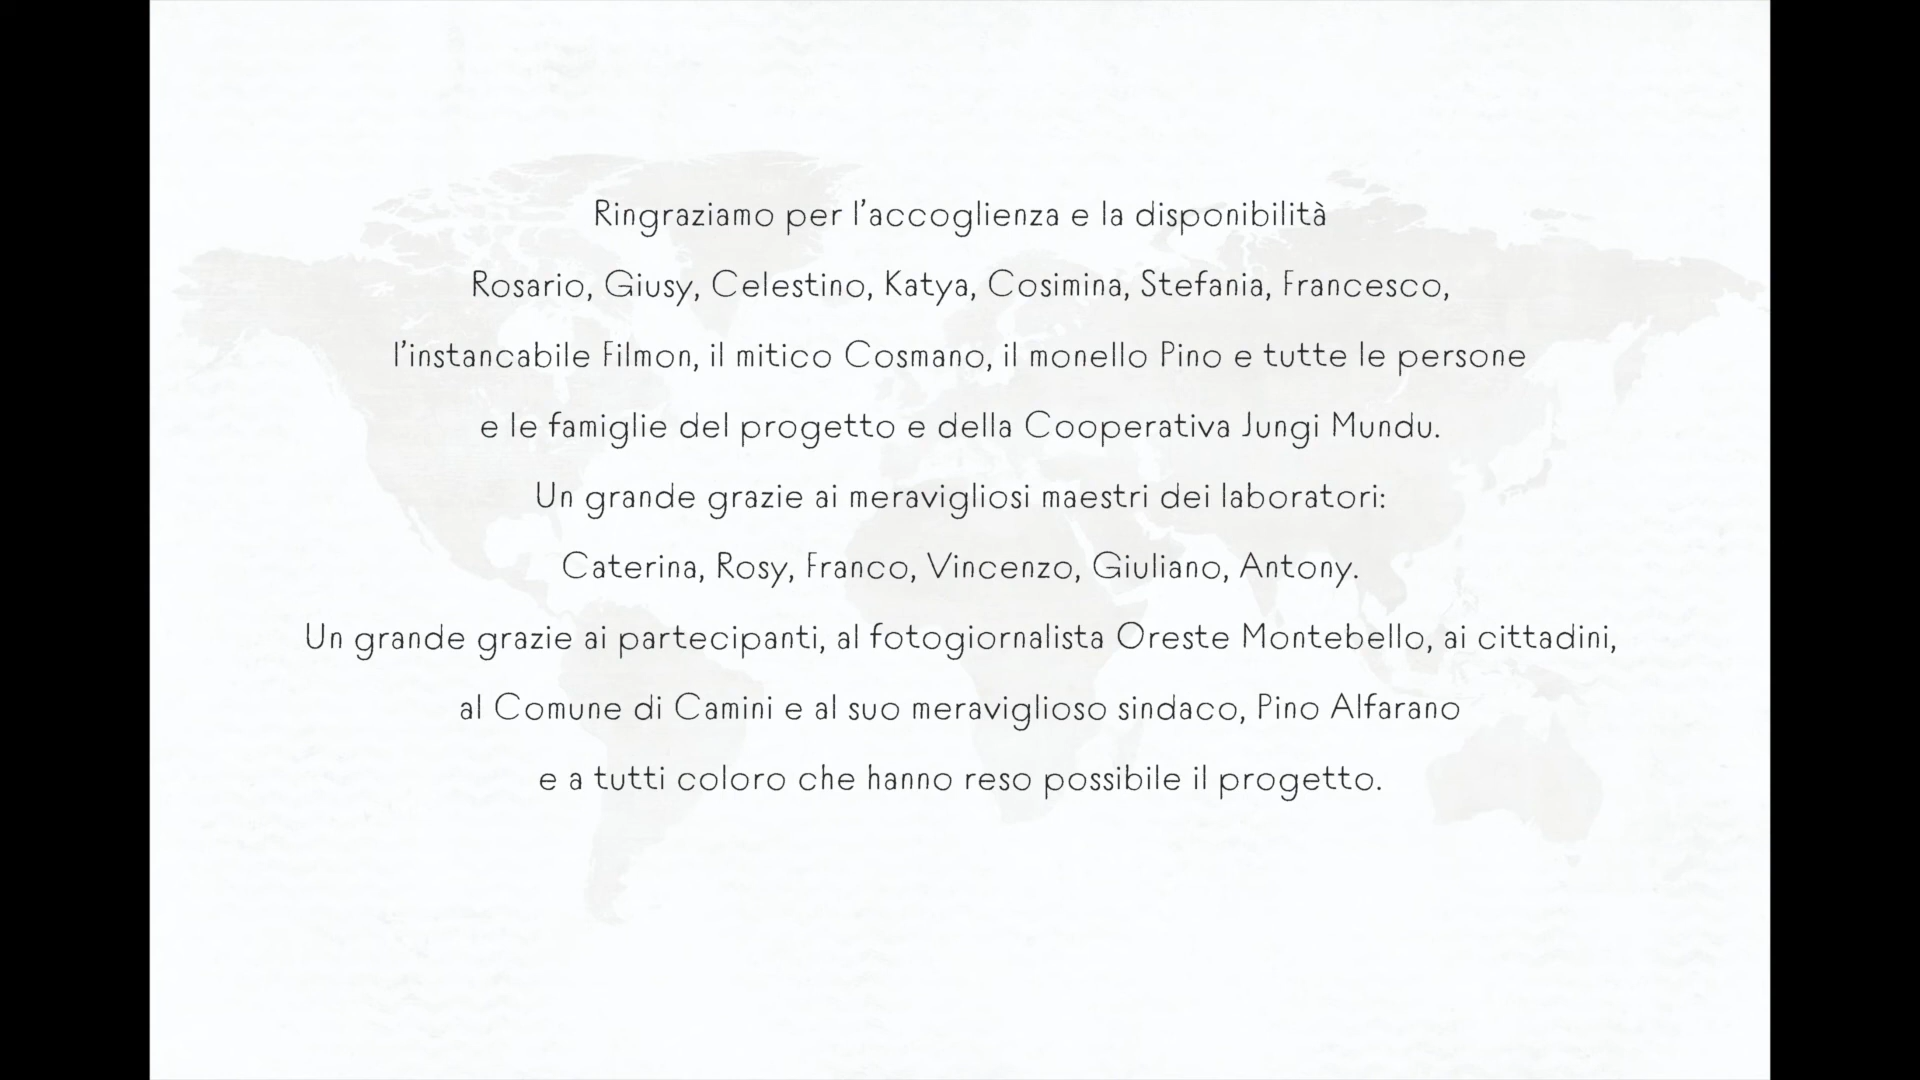 Ringraziamo per l'accoglienza e la disponibilità
Rosario, Giusy, Celestino, Katya, Cosimina, Stefania, Francesco,
l'instancabile Filmon, il mitico Cosmano, il monello Pino e tutte le persone
e le famiglie del progetto e della Cooperativa Jungi Mundu.
Un grande grazie ai meravigliosi maestri dei laboratori:
Caterina, Rosy, Franco, Vincenzo, Giuliano, Antony.
Un grande grazie ai partecipanti, al fotogiornalista Oreste Montebello, ai cittadini,
al Comune di Camini e al suo meraviglioso sindaco, Pino Alfarano
e a tutti coloro che hanno reso possibile il progetto.